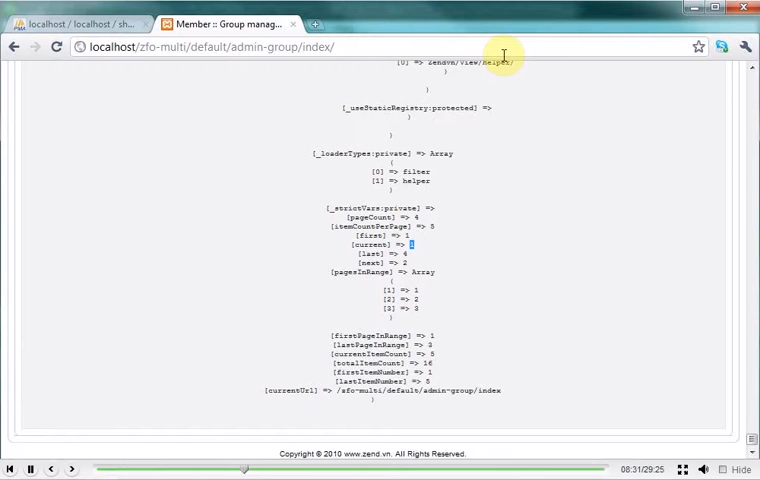 localhost / localhost / sh...
Member :: Group manag...
localhost/zfo-multi/default/admin-group/index/
[0] => Zendvn/View/Helper/
)
)
[_useStaticRegistry:protected] =>
)
)
[_loaderTypes:private] => Array
(
[0] => filter
[1] => helper
)
[_strictVars:private] =>
[pageCount] => 4
[itemCountPerPage] => 5
[first] => 1
[current] => 1
[last] => 4
[next] => 2
[pagesInRange] => Array
(
[1] => 1
[2] => 2
[3] => 3
)
[firstPageInRange] => 1
[lastPageInRange] => 3
[currentItemCount] => 5
[totalItemCount] => 16
[firstItemNumber] => 1
[lastItemNumber] => 5
[currentUrl] => /zfo-multi/default/admin-group/index
)
Copyright © 2010 www.zend.vn. All Rights Reserved.
08:31/29:25
Hide